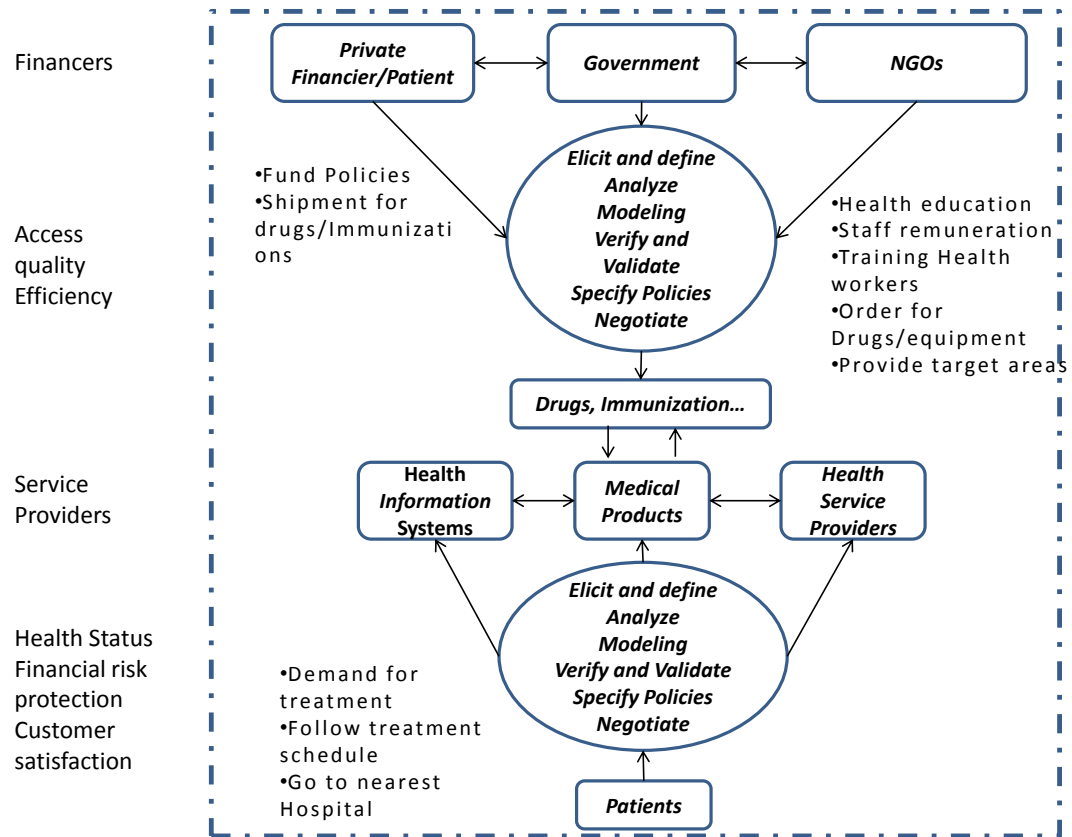 Financers
Private
Financier/Patient
Government
NGOs
Elicit and define
Analyze
Modeling
Verify and
Validate
Specify Policies
Negotiate
•Fund Policies
•Shipment for
drugs/Immunizati
ons
•Health education
•Staff remuneration
•Training Health
workers
•Order for
Drugs/equipment
•Provide target areas
Access
quality
Efficiency
Drugs, Immunization…
Service
Providers
Health
Information
Systems
Medical
Products
Health
Service
Providers
Elicit and define
Analyze
Modeling
Verify and Validate
Specify Policies
Negotiate
Health Status
Financial risk
protection
Customer
satisfaction
•Demand for
treatment
•Follow treatment
schedule
•Go to nearest
Hospital
Patients